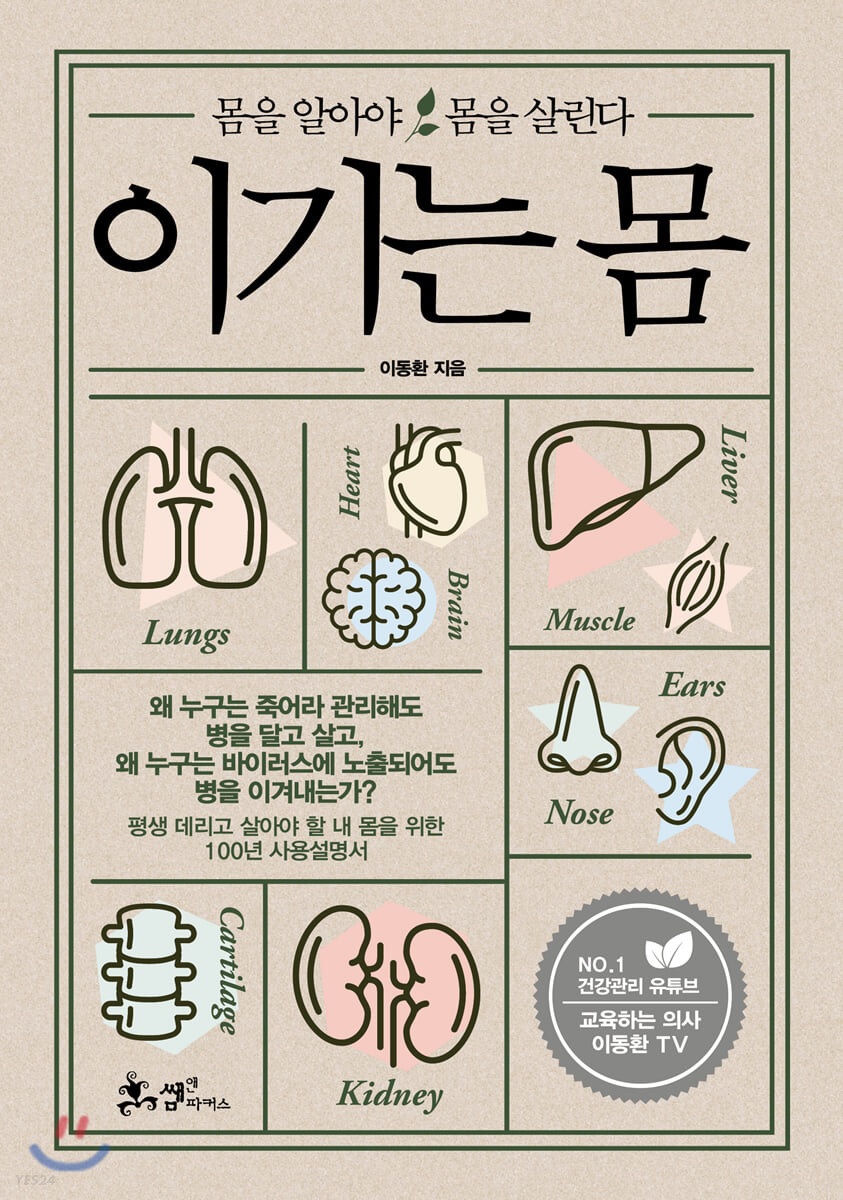 몸을 알아야 몸을 살린다
이기는 몸
이동환 지음
Lungs
Heart
Brain
Liver
Muscle
Ears
Nose
왜 누구는 죽어라 관리해도
병을 달고 살고,
왜 누구는 바이러스에 노출되어도
병을 이겨내는가?
평생 데리고 살아야 할 내 몸을 위한
100년 사용설명서
Cartilage
Kidney
NO.1
건강관리 유튜브
교육하는 의사
이동환 TV
쌤앤파커스
YES24